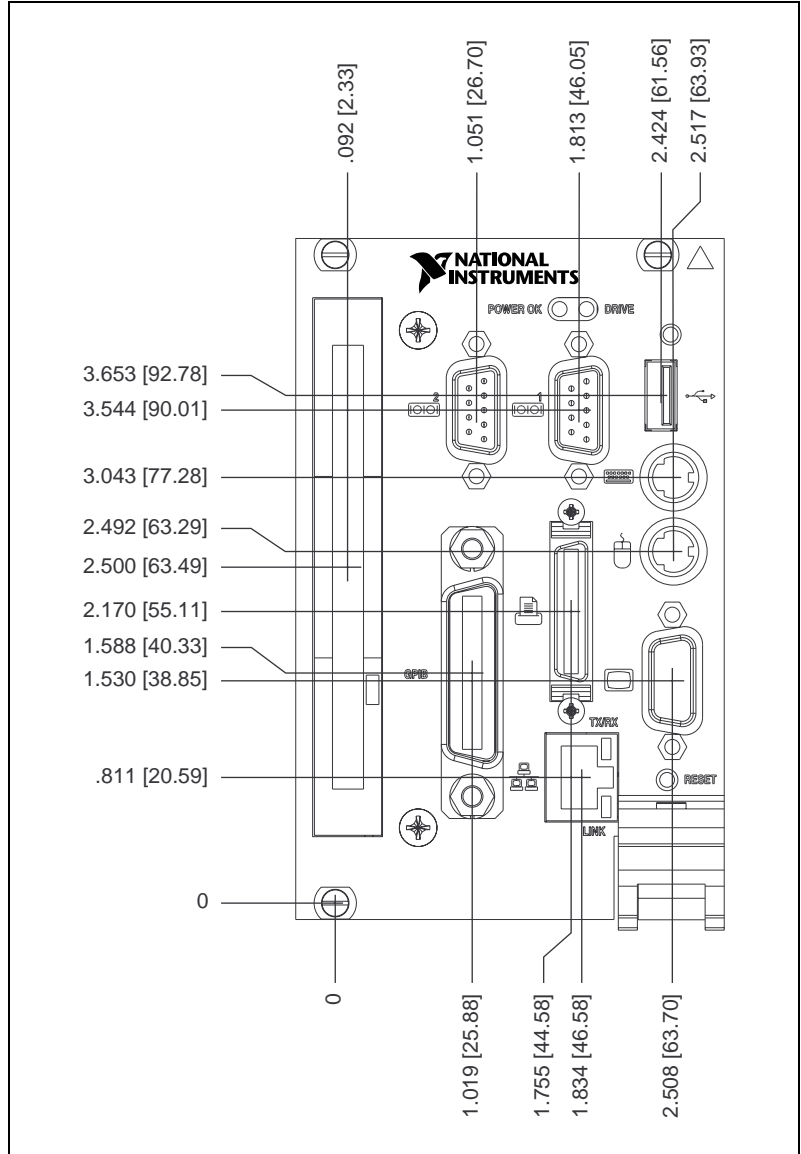 .092 [2.33]
1.051 [26.70]
1.813 [46.05]
2.424 [61.56]
2.517 [63.93]
NATIONAL
INSTRUMENTS
POWER OK
DRIVE
3.653 [92.78]
3.544 [90.01]
2
1
3.043 [77.28]
2.492 [63.29]
2.500 [63.49]
2.170 [55.11]
1.588 [40.33]
1.530 [38.85]
GPIB
TX/RX
.811 [20.59]
RESET
LINK
0
0
1.019 [25.88]
1.755 [44.58]
1.834 [46.58]
2.508 [63.70]